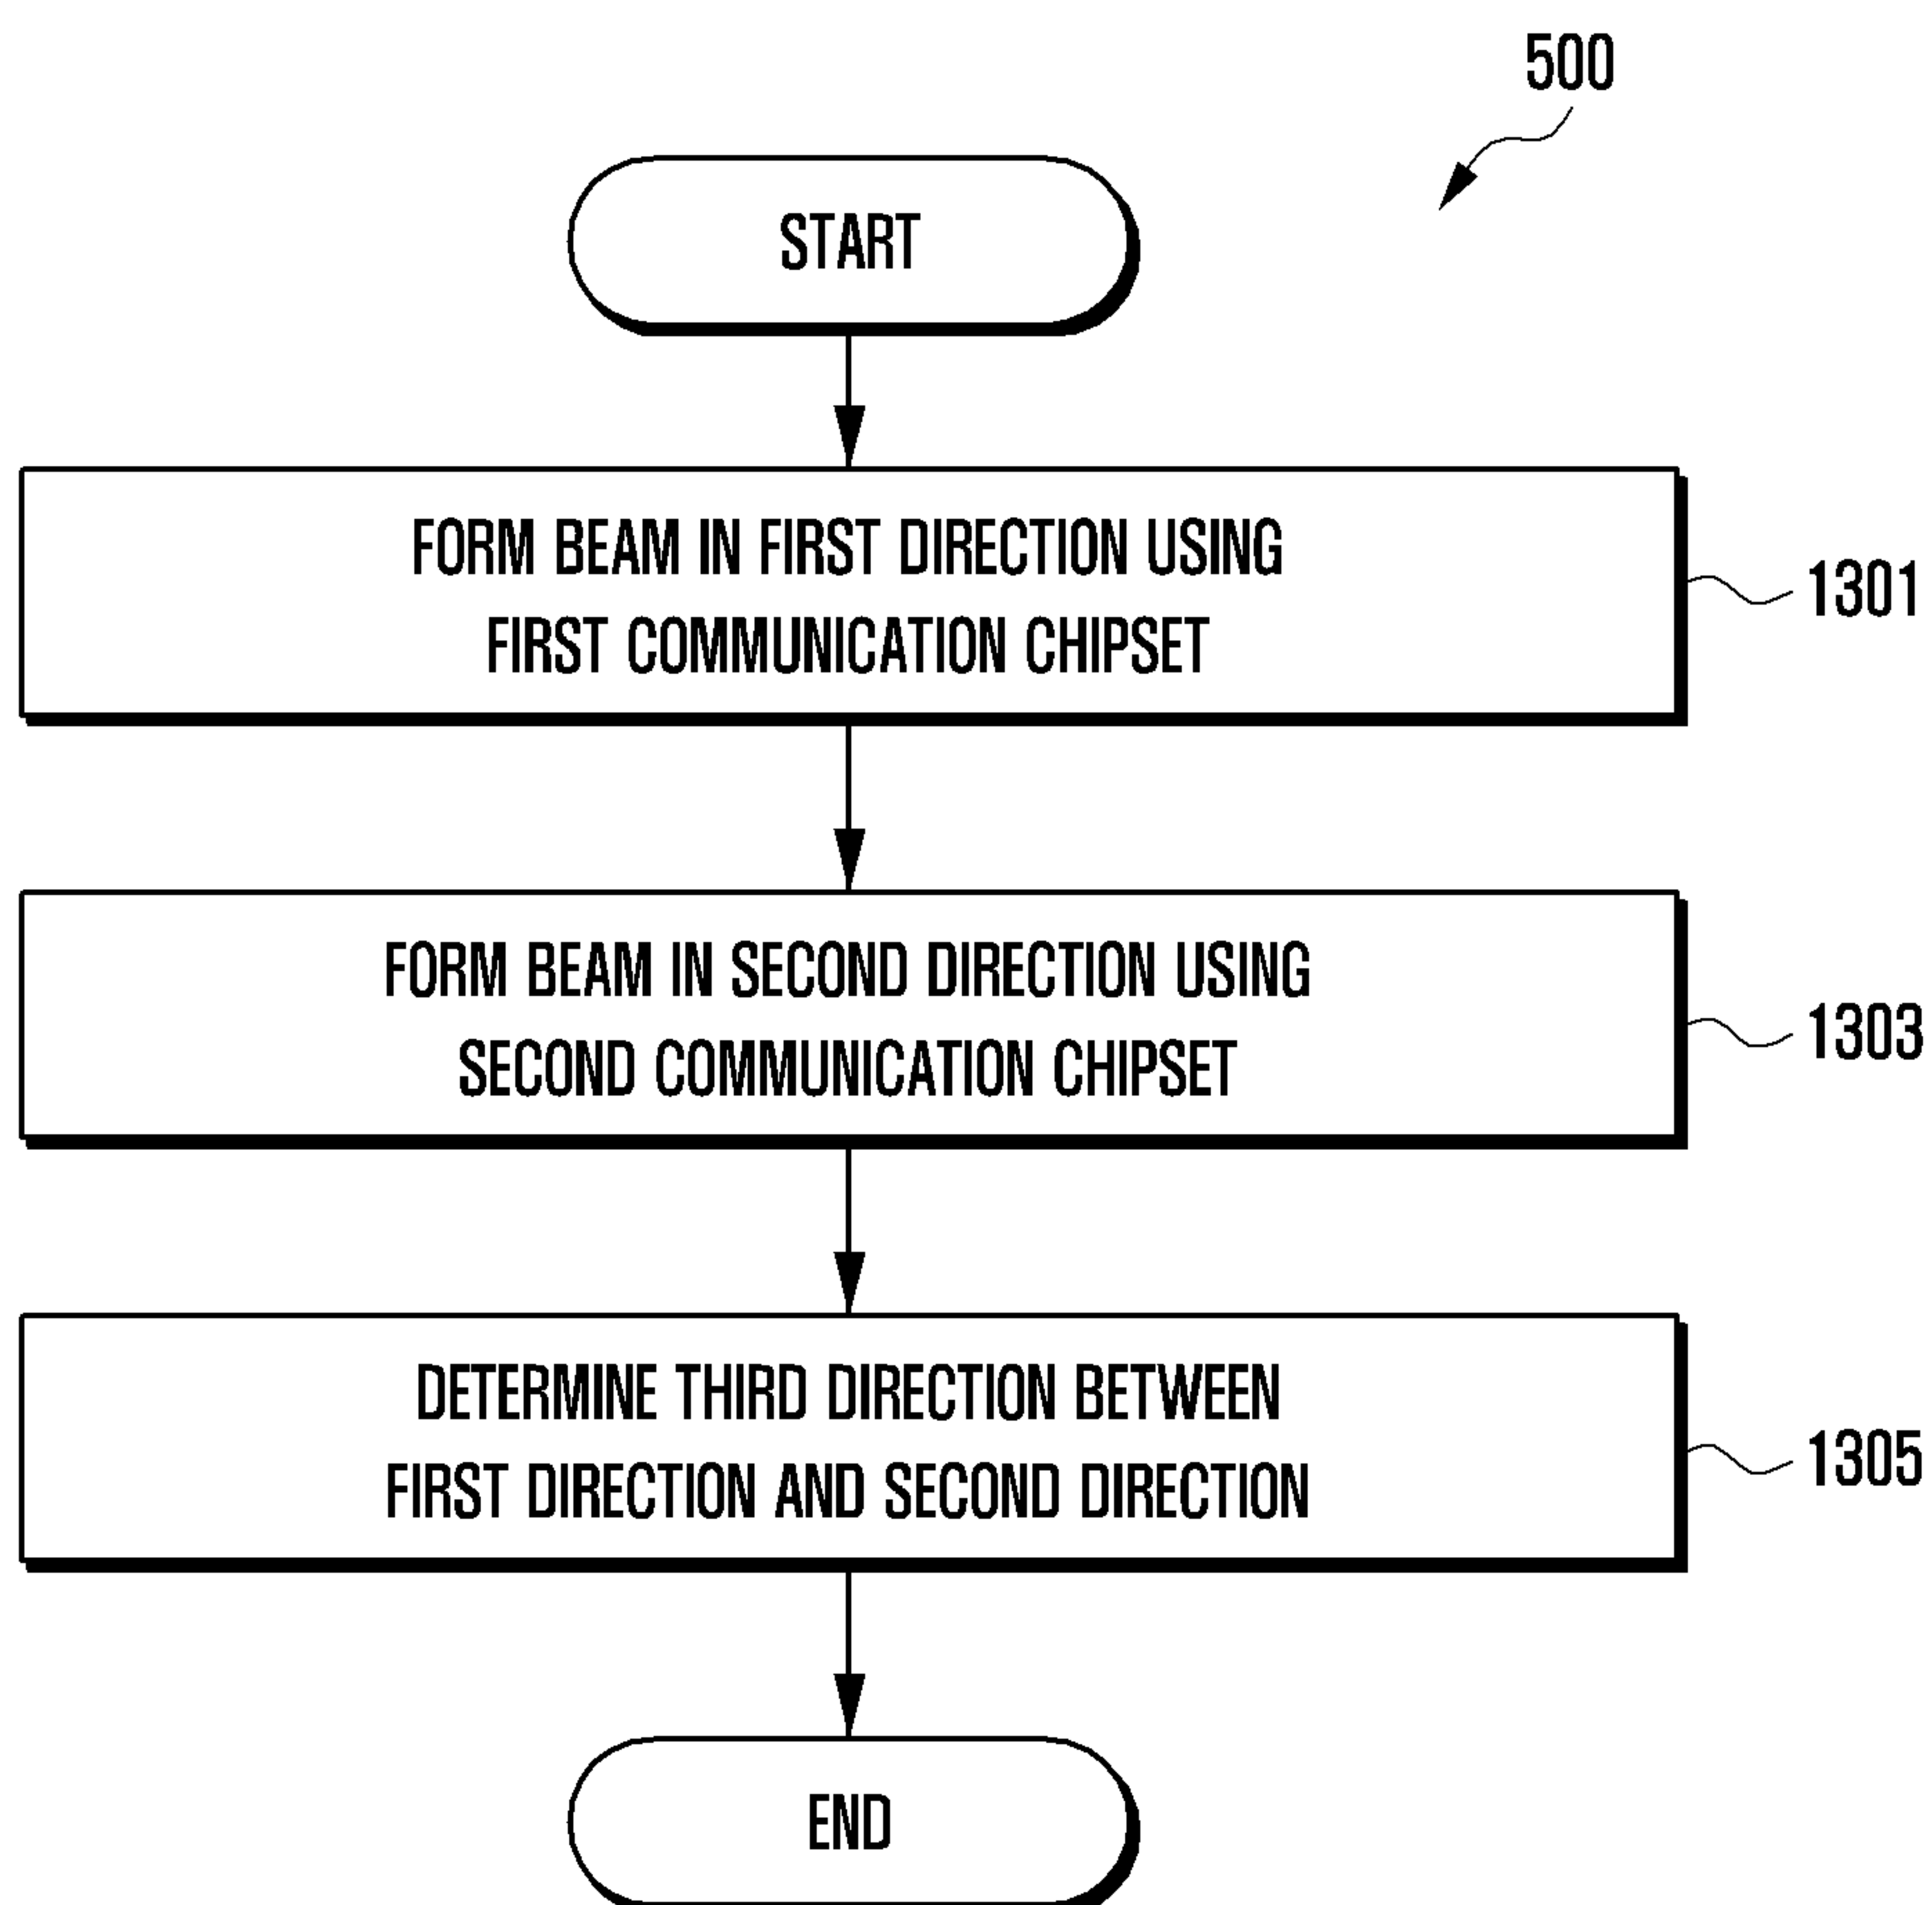 500
START
FORM BEAM IN FIRST DIRECTION USING
FIRST COMMUNICATION CHIPSET
1301
FORM BEAM IN SECOND DIRECTION USING
SECOND COMMUNICATION CHIPSET
1303
DETERMINE THIRD DIRECTION BETWEEN
FIRST DIRECTION AND SECOND DIRECTION
1305
END